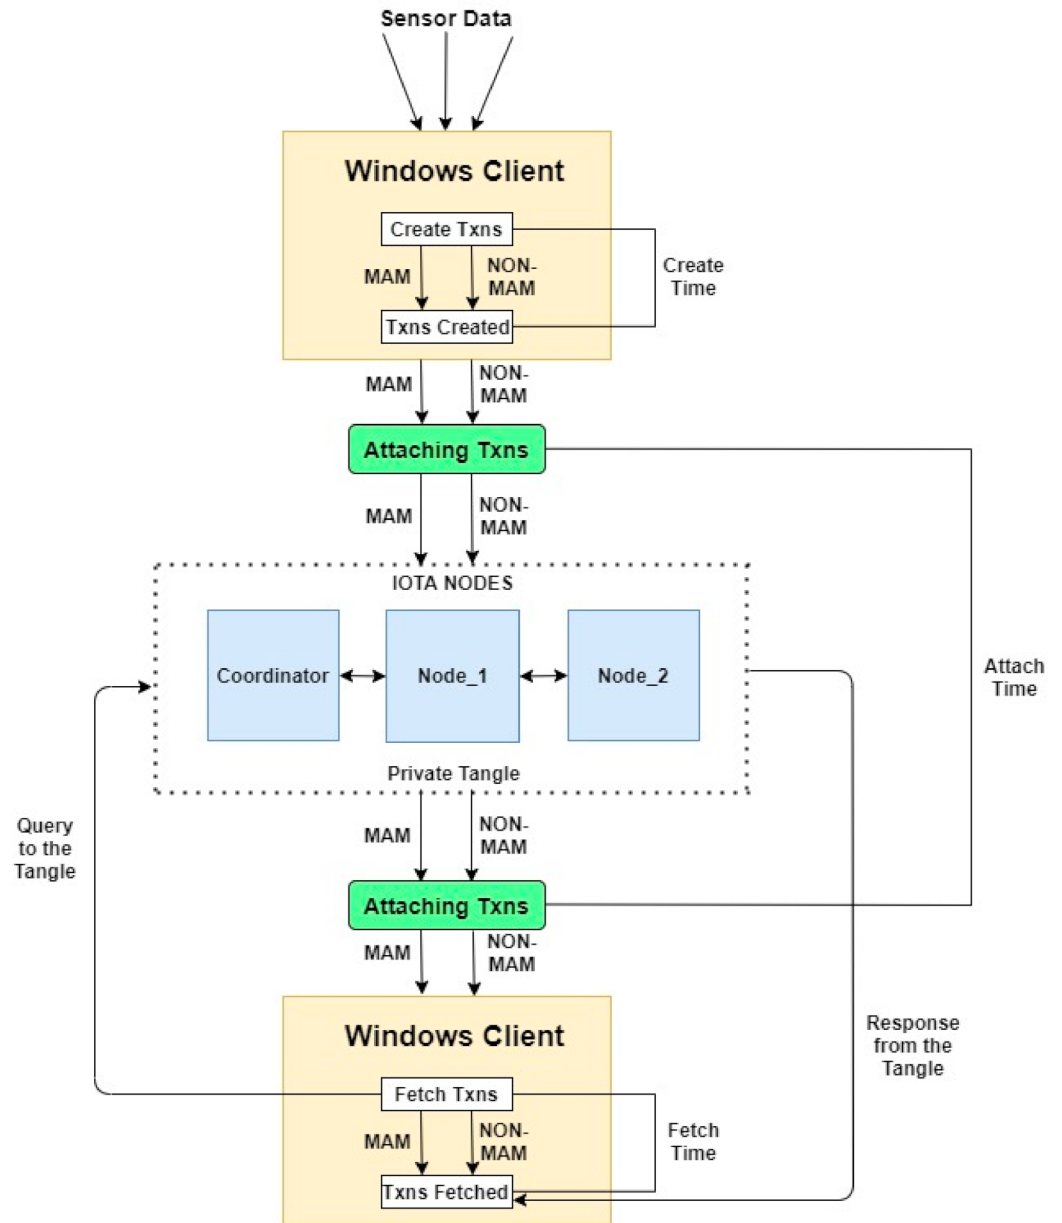 Sensor Data
Windows Client
Create Txns
MAM
NON-
MAM
Create
Time
Txns Created
MAM
NON-
MAM
Attaching Txns
MAM
NON-
MAM
IOTA NODES
Coordinator
Node_1
Node_2
Attach
Time
Private Tangle
Query
to the
Tangle
MAM
NON-
MAM
Attaching Txns
MAM
NON-
MAM
Windows Client
Response
from the
Tangle
Fetch Txns
MAM
NON-
MAM
Fetch
Time
Txns Fetched